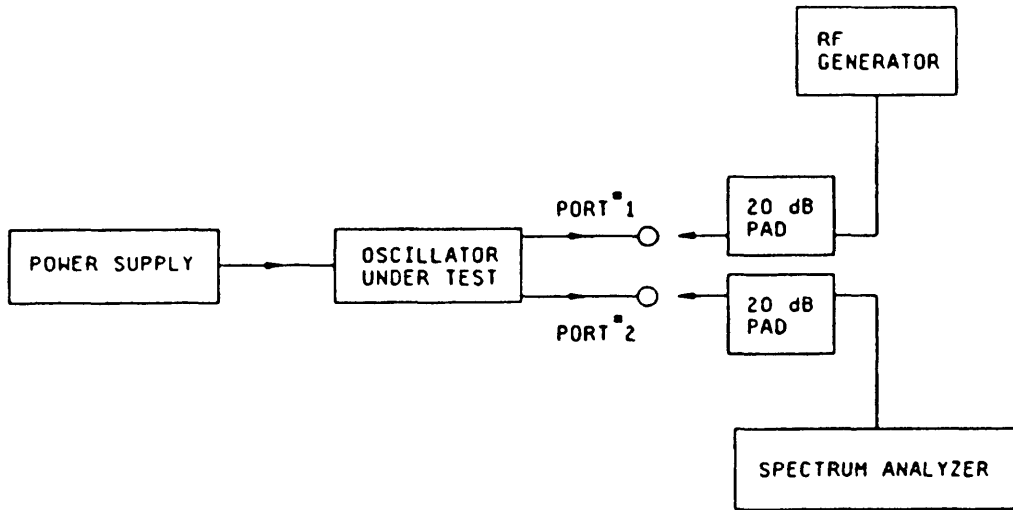 RF
GENERATOR
PORT#1
20 dB
PAD
POWER SUPPLY
OSCILLATOR
UNDER TEST
20 dB
PAD
PORT#2
SPECTRUM ANALYZER